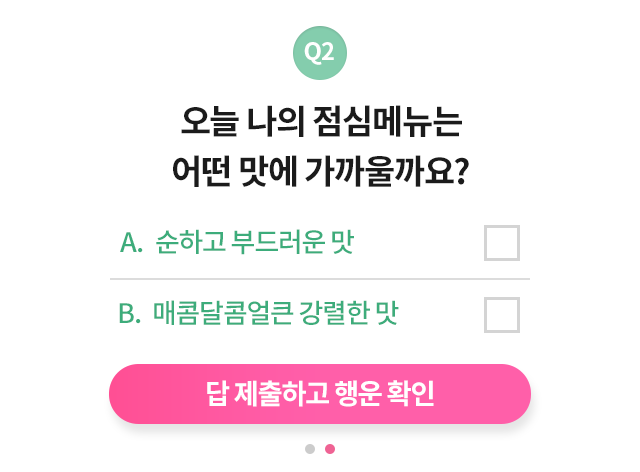 Q2
오늘 나의 점심메뉴는
어떤 맛에 가까울까요?
A. 순하고 부드러운 맛
B. 매콤달콤얼큰 강렬한 맛
답 제출하고 행운 확인